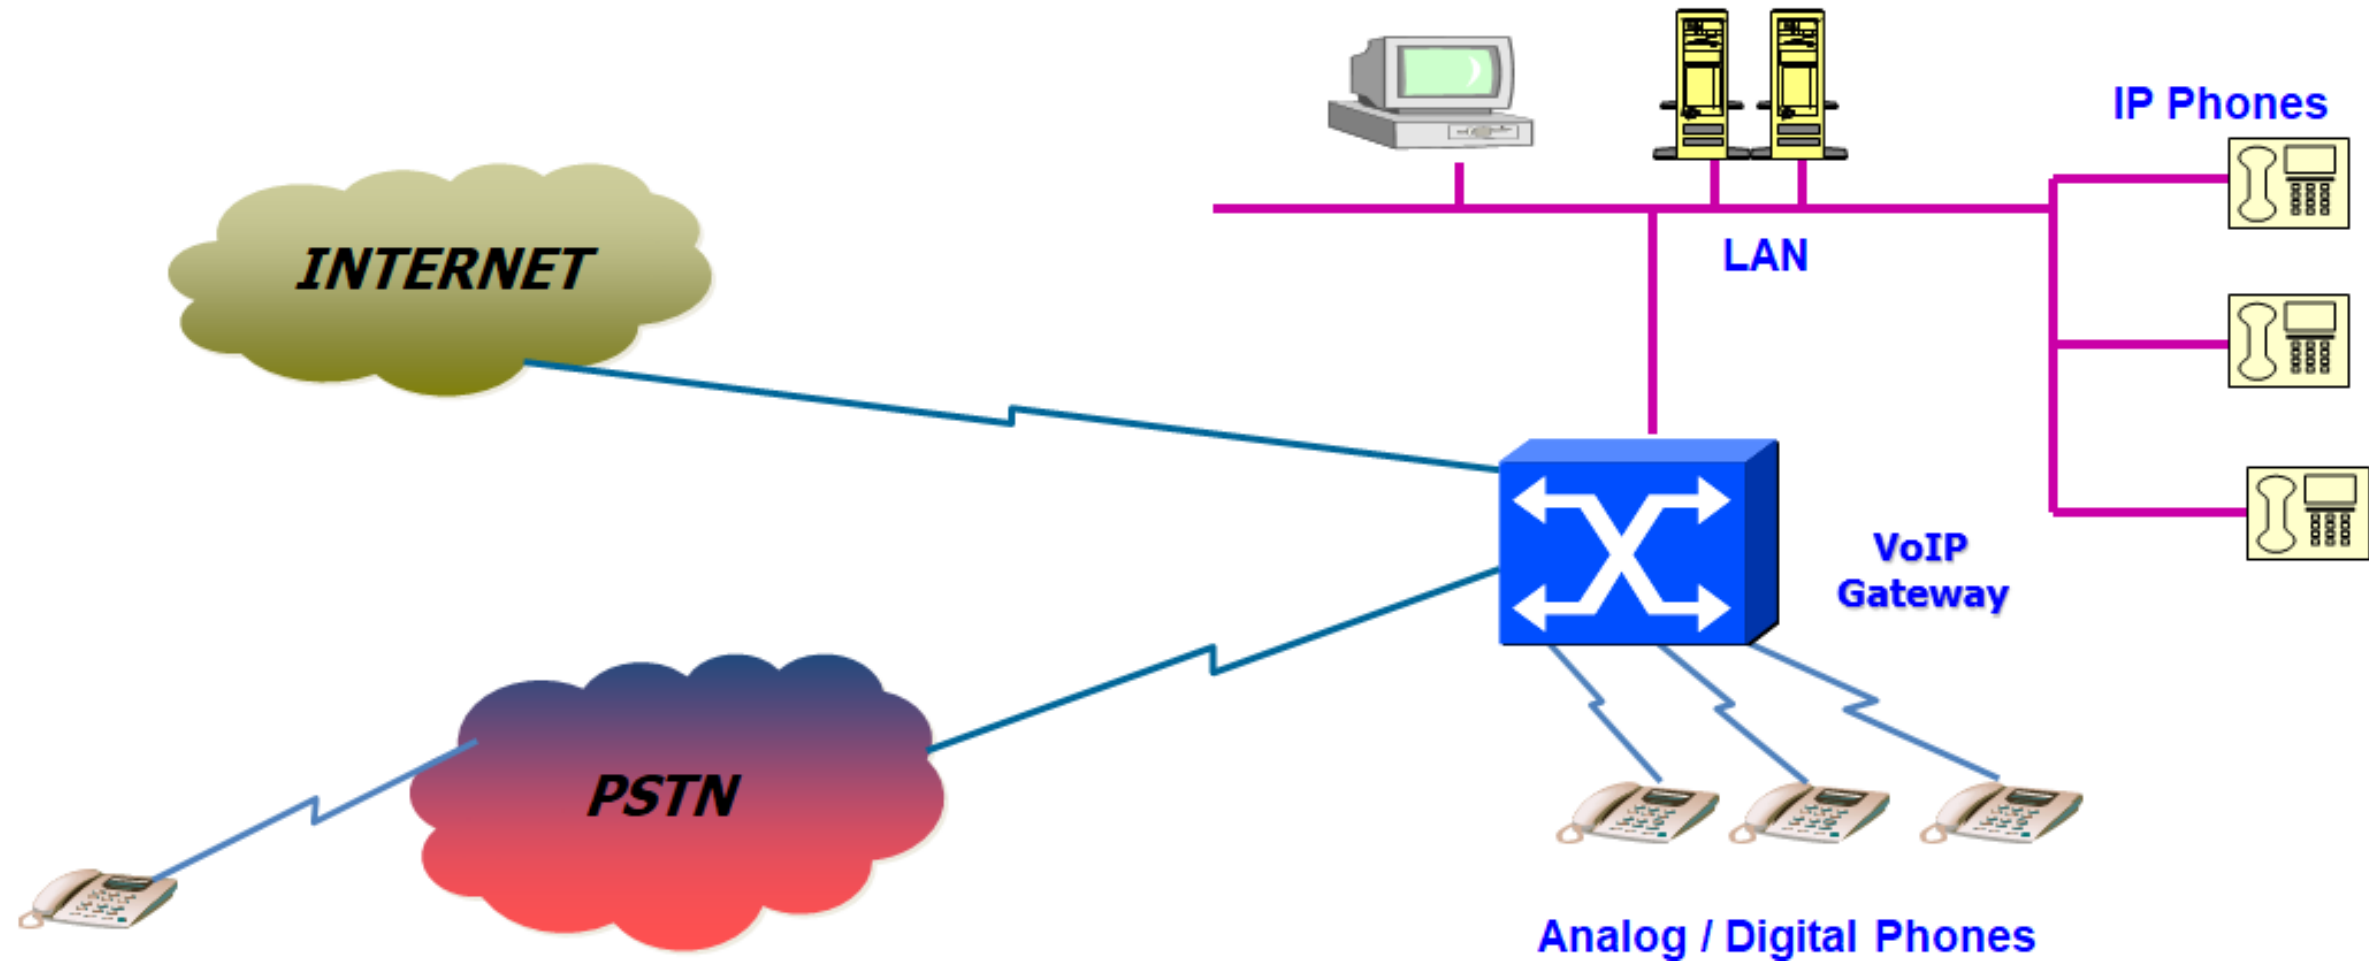 IP Phones
INTERNET
LAN
VoIP
Gateway
PSTN
Analog / Digital Phones